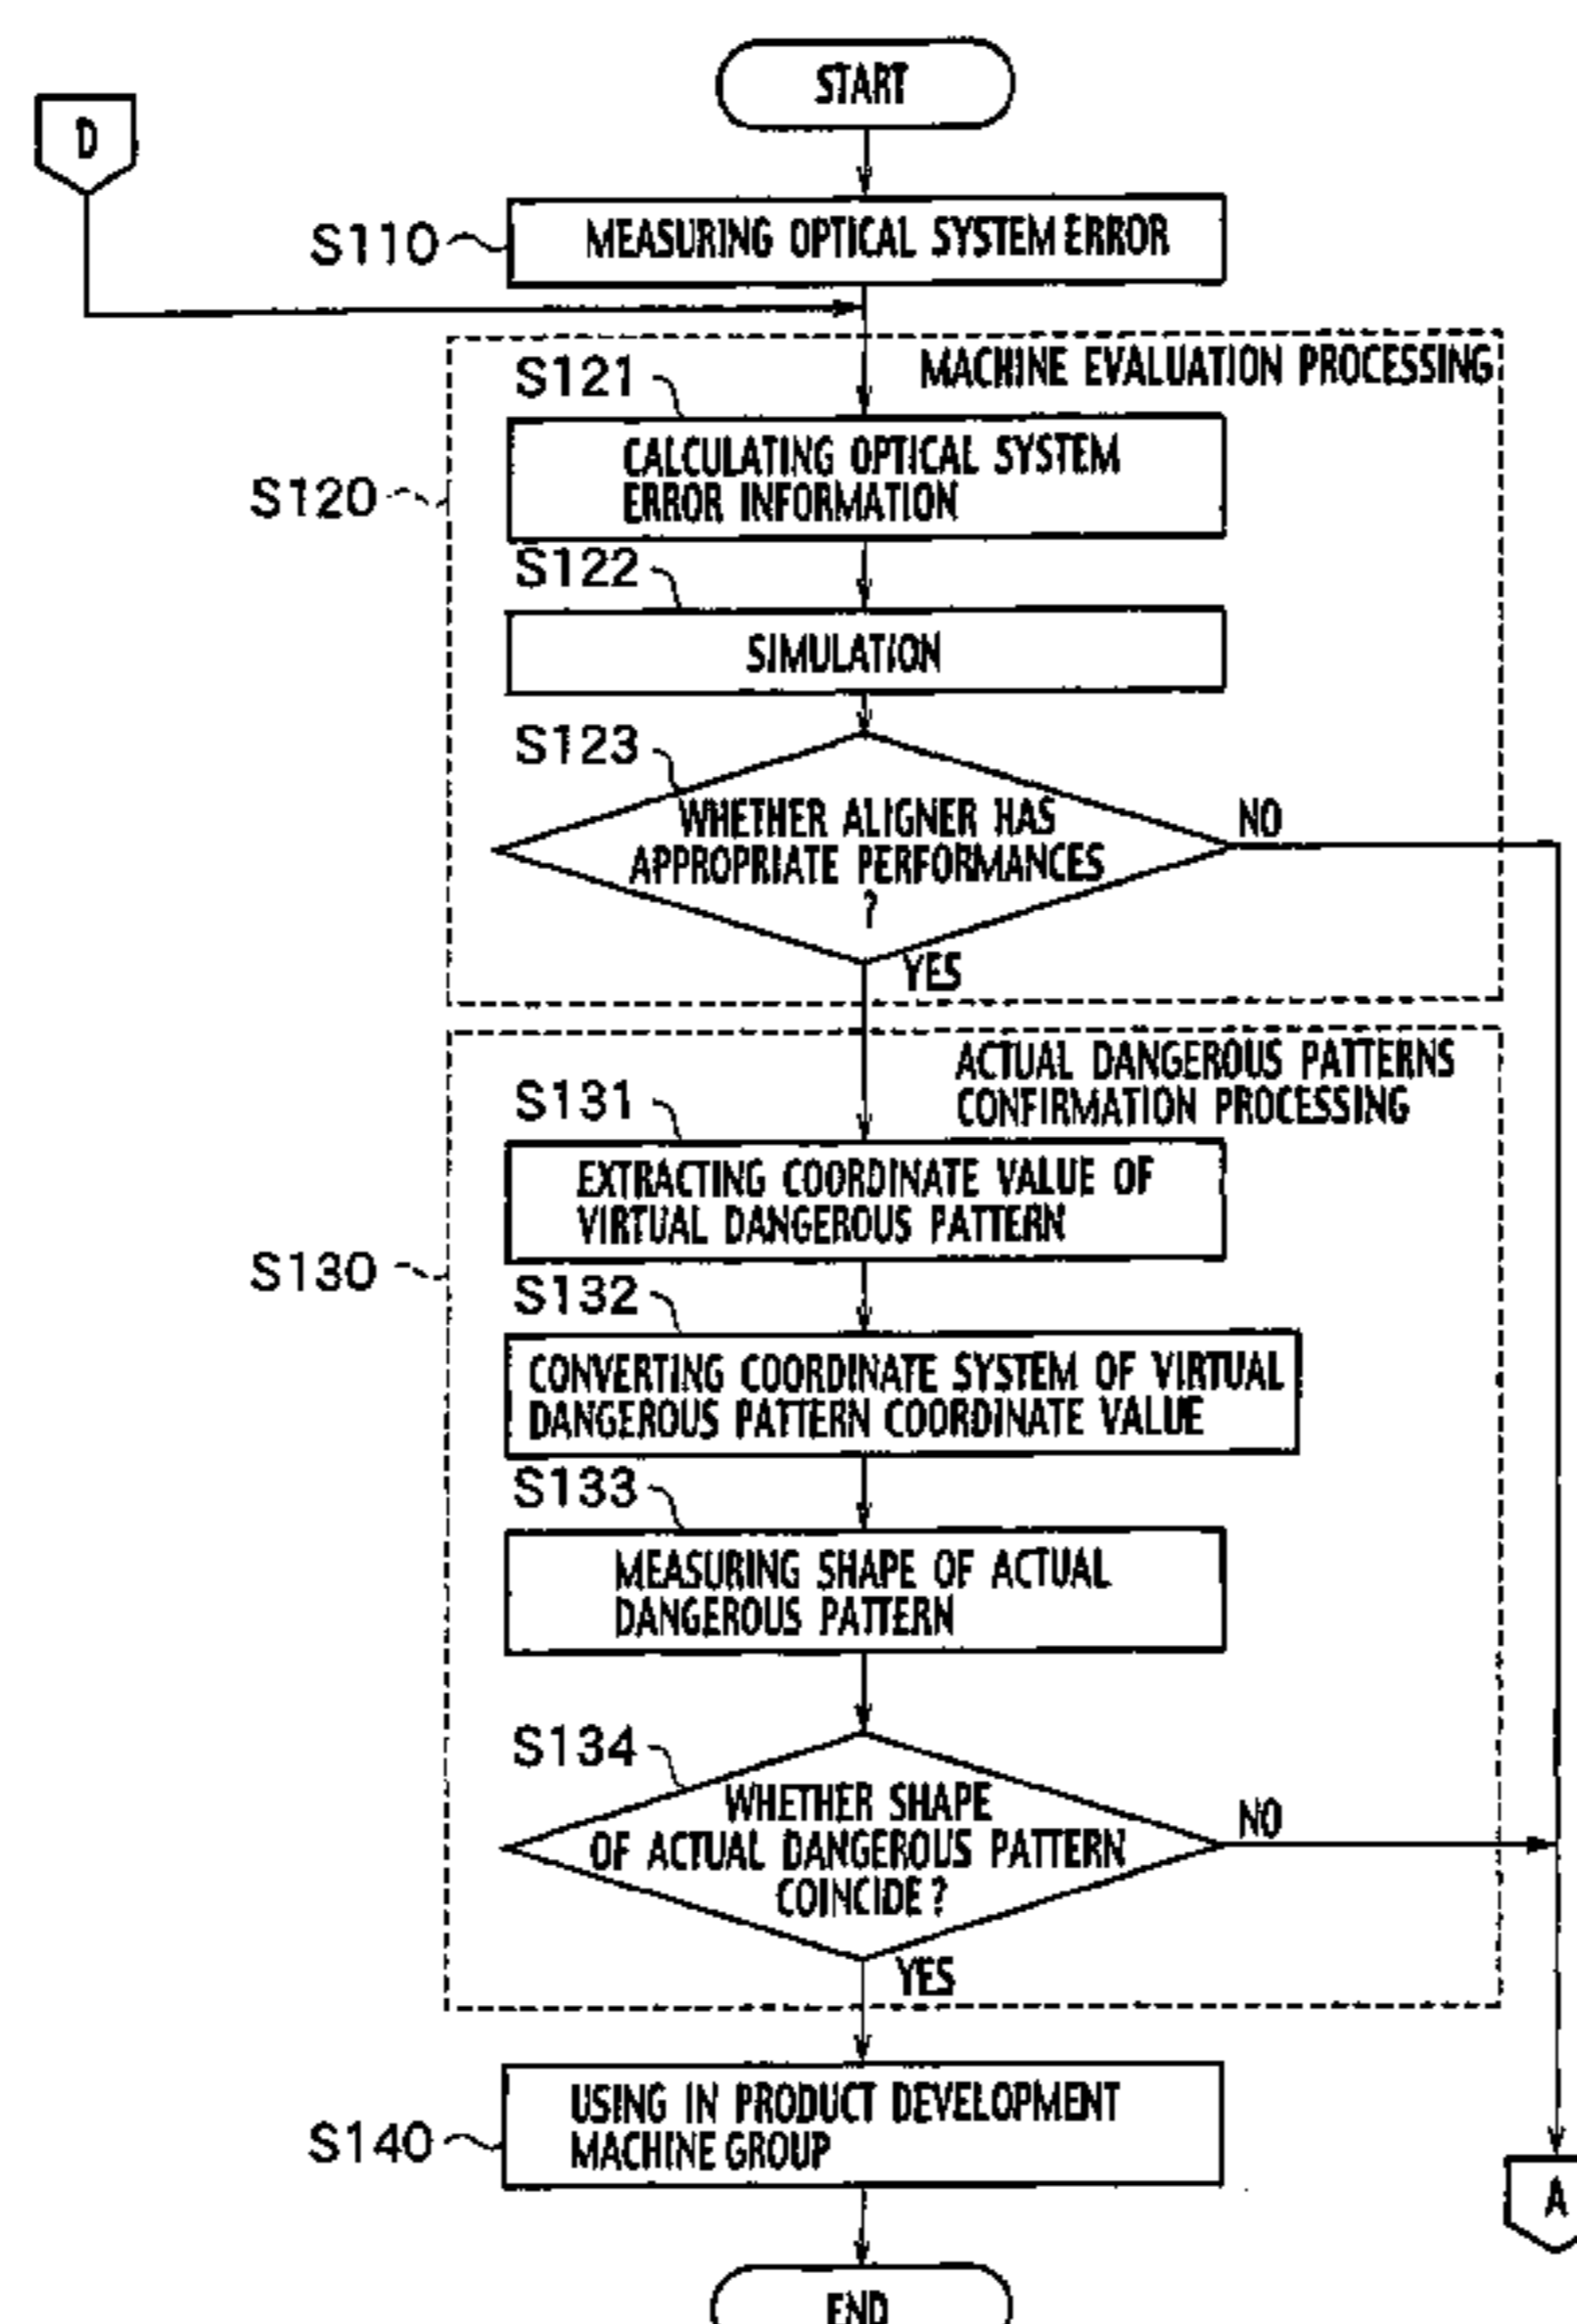 START
D
S110
MEASURING OPTICAL SYSTEM ERROR
MACHINE EVALUATION PROCESSING
S120
S121
CALCULATING OPTICAL SYSTEM
ERROR INFORMATION
S122
SIMULATION
S123
WHETHER ALIGNER HAS
APPROPRIATE PERFORMANCES
?
NO
YES
ACTUAL DANGEROUS PATTERNS
CONFIRMATION PROCESSING
S130
S131
EXTRACTING COORDINATE VALUE OF
VIRTUAL DANGEROUS PATTERN
S132
CONVERTING COORDINATE SYSTEM OF VIRTUAL
DANGEROUS PATTERN COORDINATE VALUE
S133
MEASURING SHAPE OF ACTUAL
DANGEROUS PATTERN
S134
WHETHER SHAPE
OF ACTUAL DANGEROUS PATTERN
COINCIDE?
NO
YES
S140
USING IN PRODUCT DEVELOPMENT
MACHINE GROUP
A
END